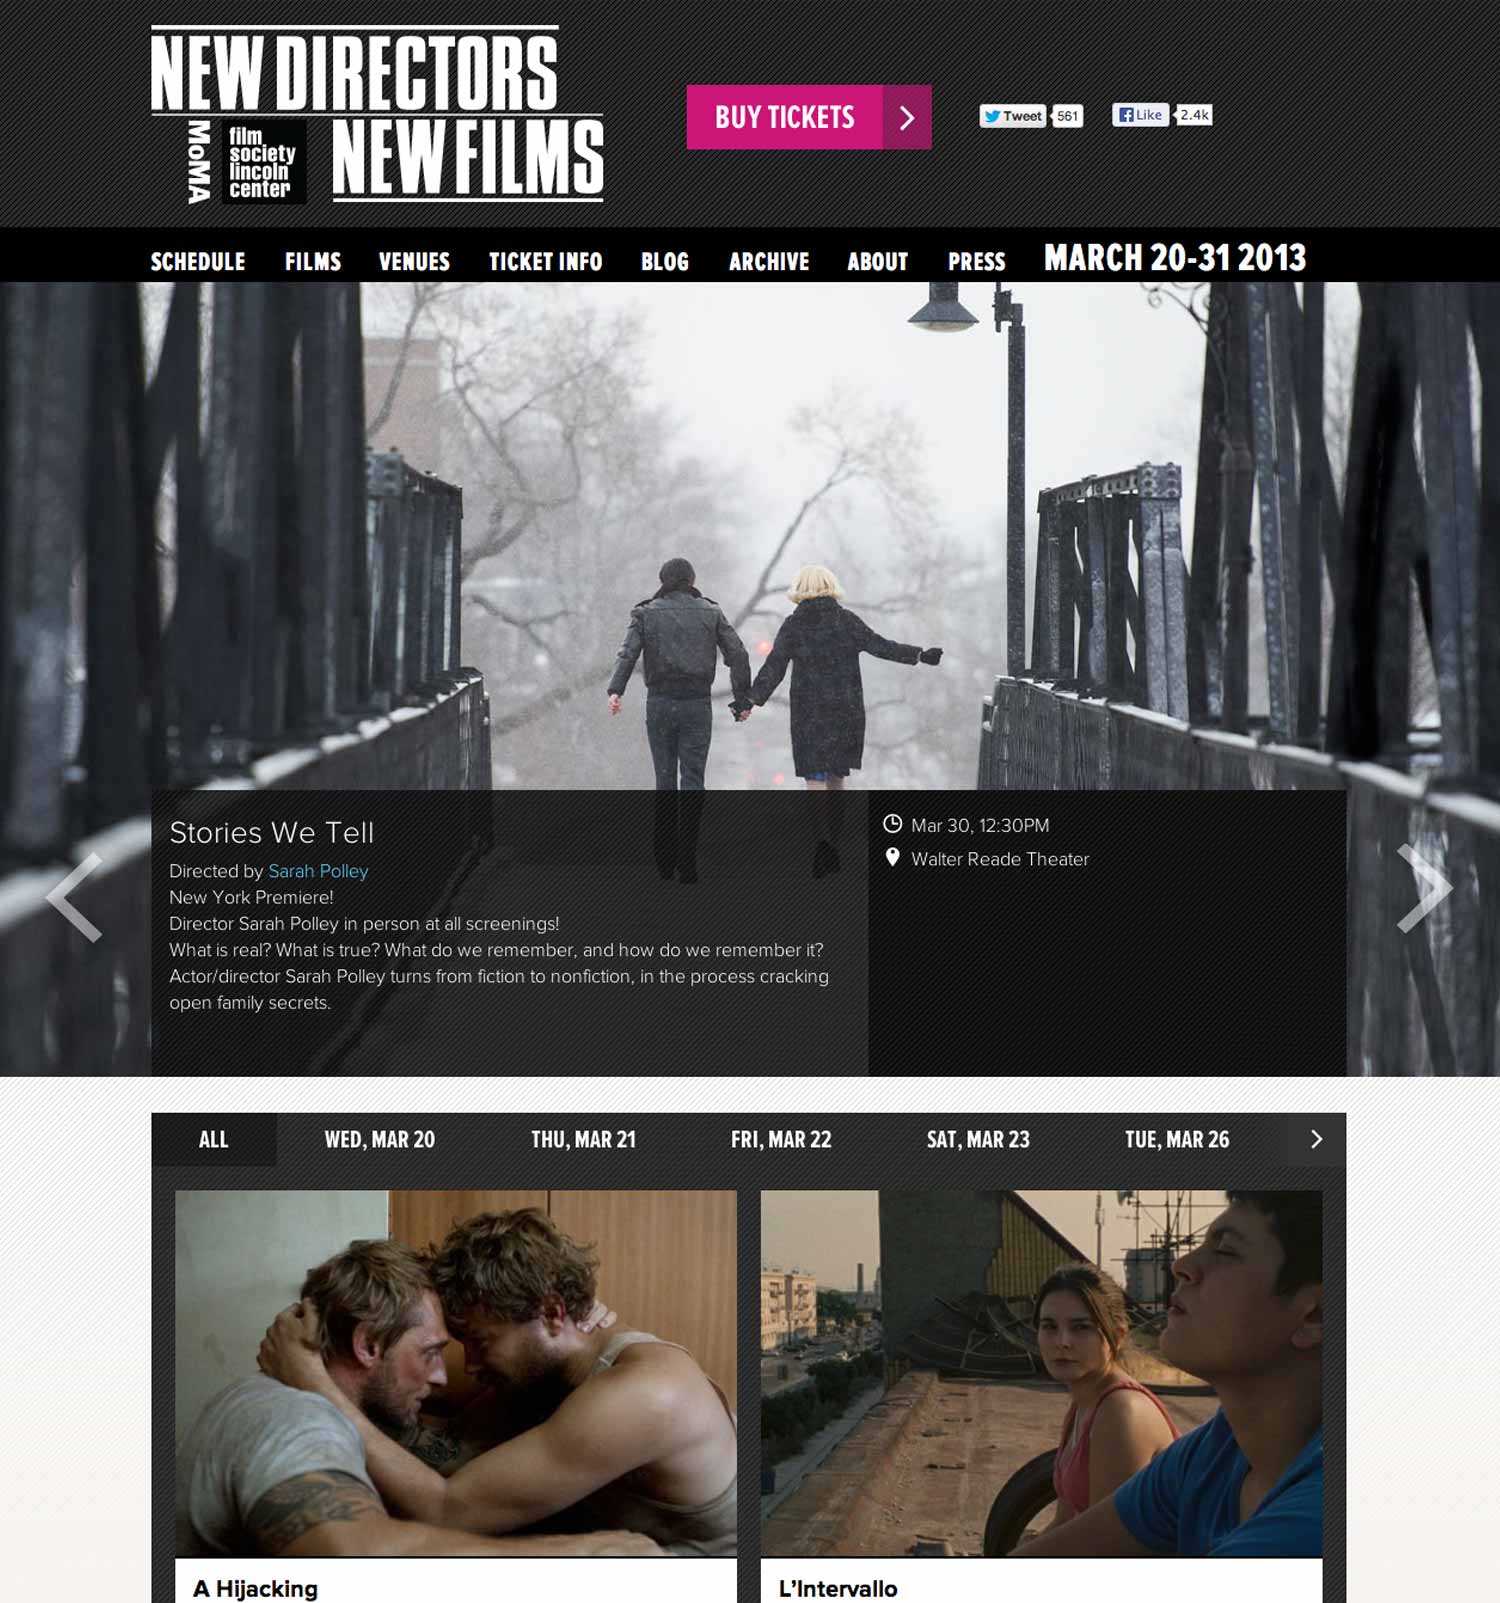 NEW DIRECTORS
NEW FILMS
MoMA
film
society
lincoln
center
BUY TICKETS
Tweet 561
Like 2.4k
SCHEDULE FILMS VENUES TICKET INFO BLOG ARCHIVE ABOUT PRESS MARCH 20-31 2013
Stories We Tell
Directed by Sarah Polley
New York Premiere!
Director Sarah Polley in person at all screenings!
What is real? What is true? What do we remember, and how do we remember it?
Actor/director Sarah Polley turns from fiction to nonfiction, in the process cracking
open family secrets.
Mar 30, 12:30PM
Walter Reade Theater
ALL WED, MAR 20 THU, MAR 21 FRI, MAR 22 SAT, MAR 23 TUE, MAR 26
A Hijacking
L’Intervallo